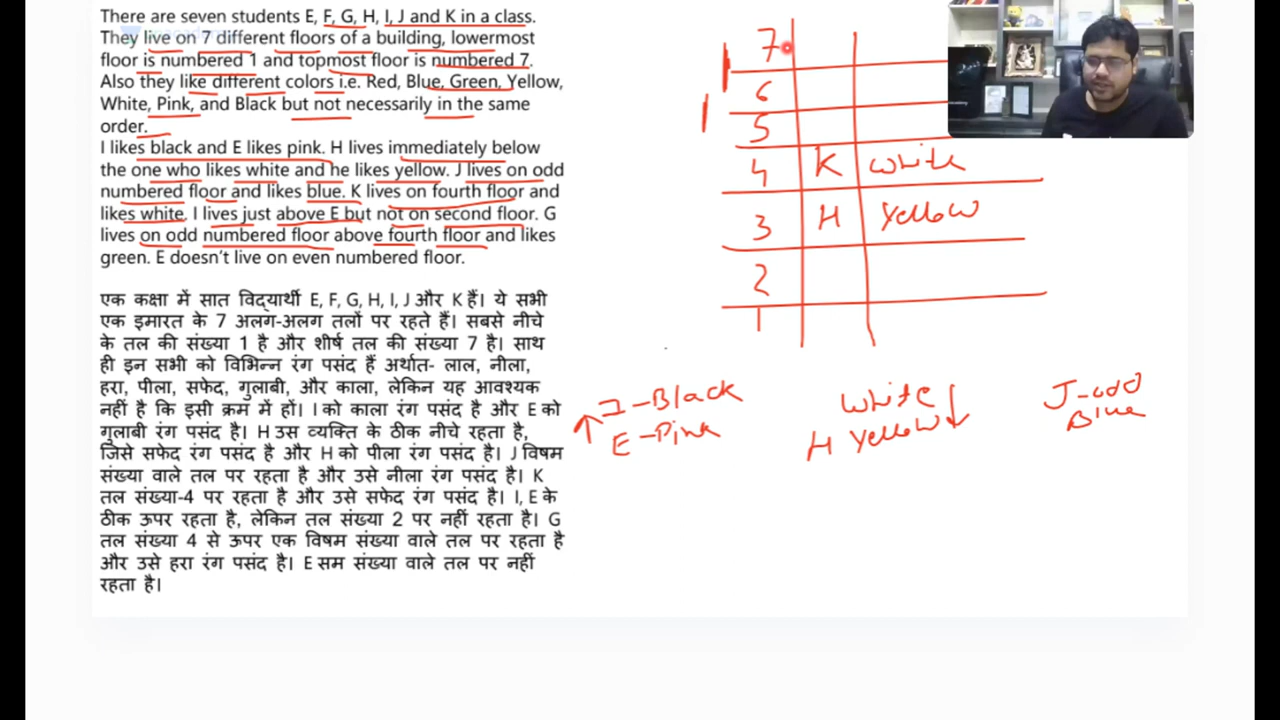 There are seven students E, F, G, H, I, J and K in a class.
They live on 7 different floors of a building, lowermost
floor is numbered 1 and topmost floor is numbered 7.
Also they like different colors i.e. Red, Blue, Green, Yellow,
White, Pink, and Black but not necessarily in the same
order.
I likes black and E likes pink. H lives immediately below
the one who likes white and he likes yellow. J lives on odd
numbered floor and likes blue. K lives on fourth floor and
likes white. I lives just above E but not on second floor. G
lives on odd numbered floor above fourth floor and likes
green. E doesn't live on even numbered floor.
एक कक्षा में सात विद्यार्थी E, F, G, H, I, J और K हैं। ये सभी
एक इमारत के 7 अलग-अलग तलों पर रहते हैं। सबसे नीचे
के तल की संख्या 1 है और शीर्ष तल की संख्या 7 है। साथ
ही इन सभी को विभिन्न रंग पसंद हैं अर्थात- लाल, नीला,
हरा, पीला, सफेद, गुलाबी, और काला, लेकिन यह आवश्यक
नहीं है कि इसी क्रम में हों। I को काला रंग पसंद है और E को
गुलाबी रंग पसंद है। H उस व्यक्ति के ठीक नीचे रहता है,
जिसे सफेद रंग पसंद है और H को पीला रंग पसंद है। J विषम
संख्या वाले तल पर रहता है और उसे नीला रंग पसंद है। K
तल संख्या-4 पर रहता है और उसे सफेद रंग पसंद है। I, E के
ठीक ऊपर रहता है, लेकिन तल संख्या 2 पर नहीं रहता है। G
तल संख्या 4 से ऊपर एक विषम संख्या वाले तल पर रहता है
और उसे हरा रंग पसंद है। E सम संख्या वाले तल पर नहीं
रहता है।
7
6
5
4 K White
3 H Yellow
2
1
I-Black
E-Pink
White
H Yellow
J-odd
Blue